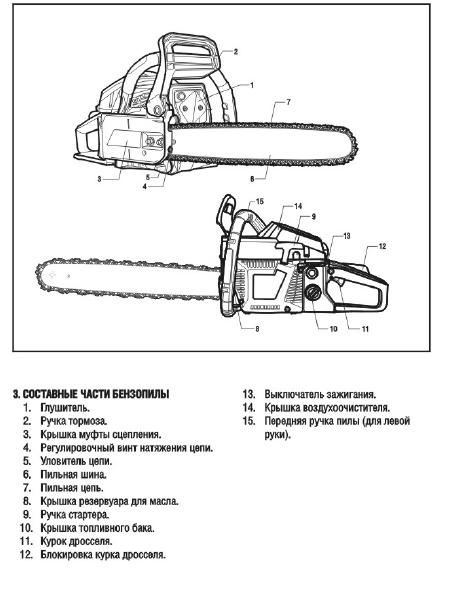 2
1
7
3
5
4
6
15
14
9
13
12
8
10
11
3. СОСТАВНЫЕ ЧАСТИ БЕНЗОПИЛЫ
1. Глушитель.
2. Ручка тормоза.
3. Крышка муфты сцепления.
4. Регулировочный винт натяжения цепи.
5. Уловитель цепи.
6. Пильная шина.
7. Пильная цепь.
8. Крышка резервуара для масла.
9. Ручка стартера.
10. Крышка топливного бака.
11. Курок дросселя.
12. Блокировка курка дросселя.
13. Выключатель зажигания.
14. Крышка воздухоочистителя.
15. Передняя ручка пилы (для левой
руки).